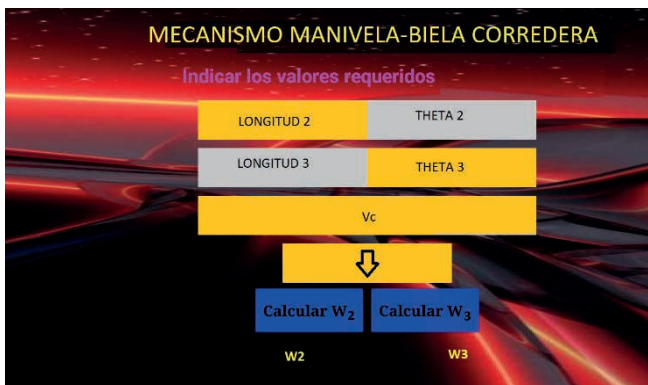 MECANISMO MANIVELA-BIELA CORREDERA
Indicar los valores requeridos
LONGITUD 2 THETA 2
LONGITUD 3 THETA 3
Vc
Calcular W₂ Calcular W₃
W2 W3